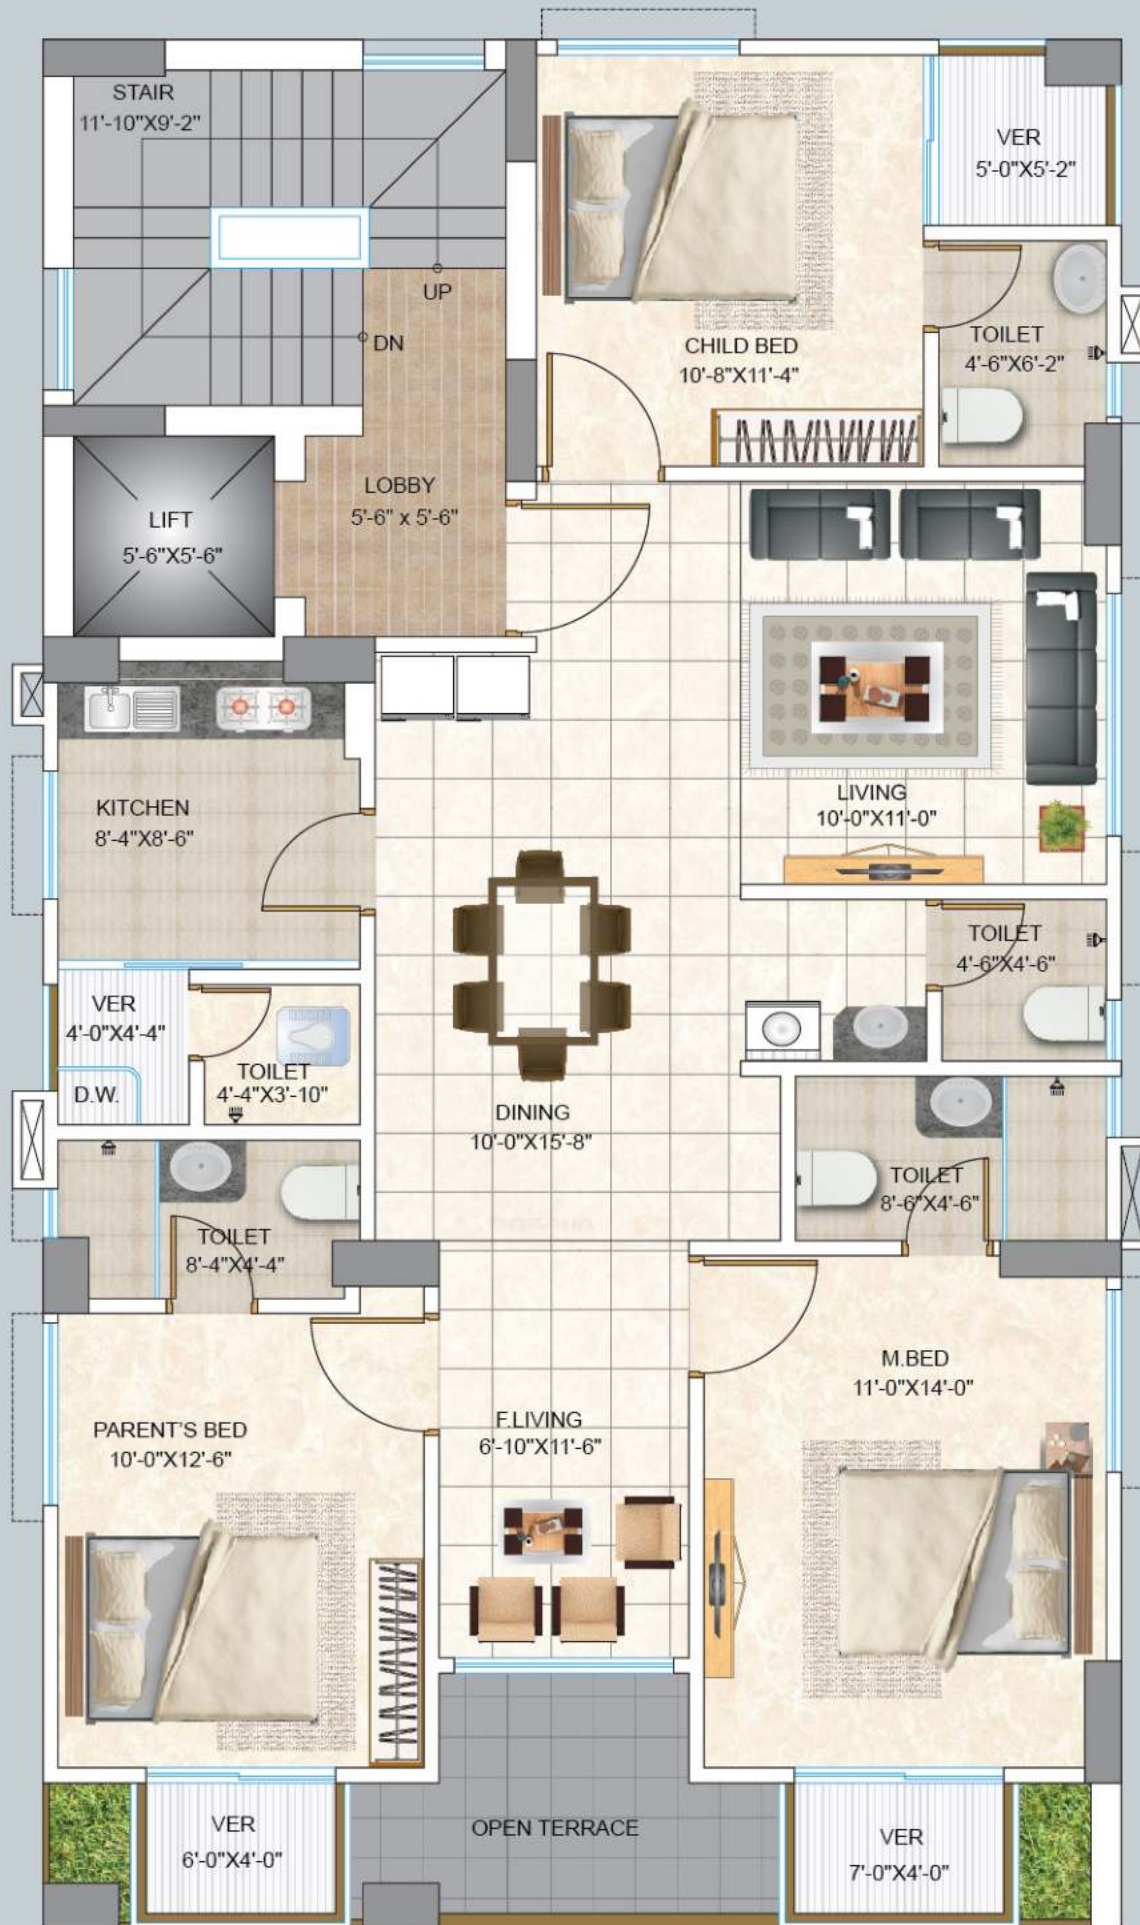 STAIR
11'-10"X9'-2"
UP
DN
VER
5'-0"X5'-2"
TOILET
4'-6"X6'-2"
CHILD BED
10'-8"X11'-4"
LOBBY
5'-6" x 5'-6"
LIFT
5'-6"X5'-6"
LIVING
10'-0"X11'-0"
KITCHEN
8'-4"X8'-6"
TOILET
4'-6"X4'-6"
VER
4'-0"X4'-4"
D.W.
TOILET
4'-4"X3'-10"
DINING
10'-0"X15'-8"
TOILET
8'-6"X4'-6"
TOILET
8'-4"X4'-4"
M.BED
11'-0"X14'-0"
PARENT'S BED
10'-0"X12'-6"
F.LIVING
6'-10"X11'-6"
VER
6'-0"X4'-0"
OPEN TERRACE
VER
7'-0"X4'-0"